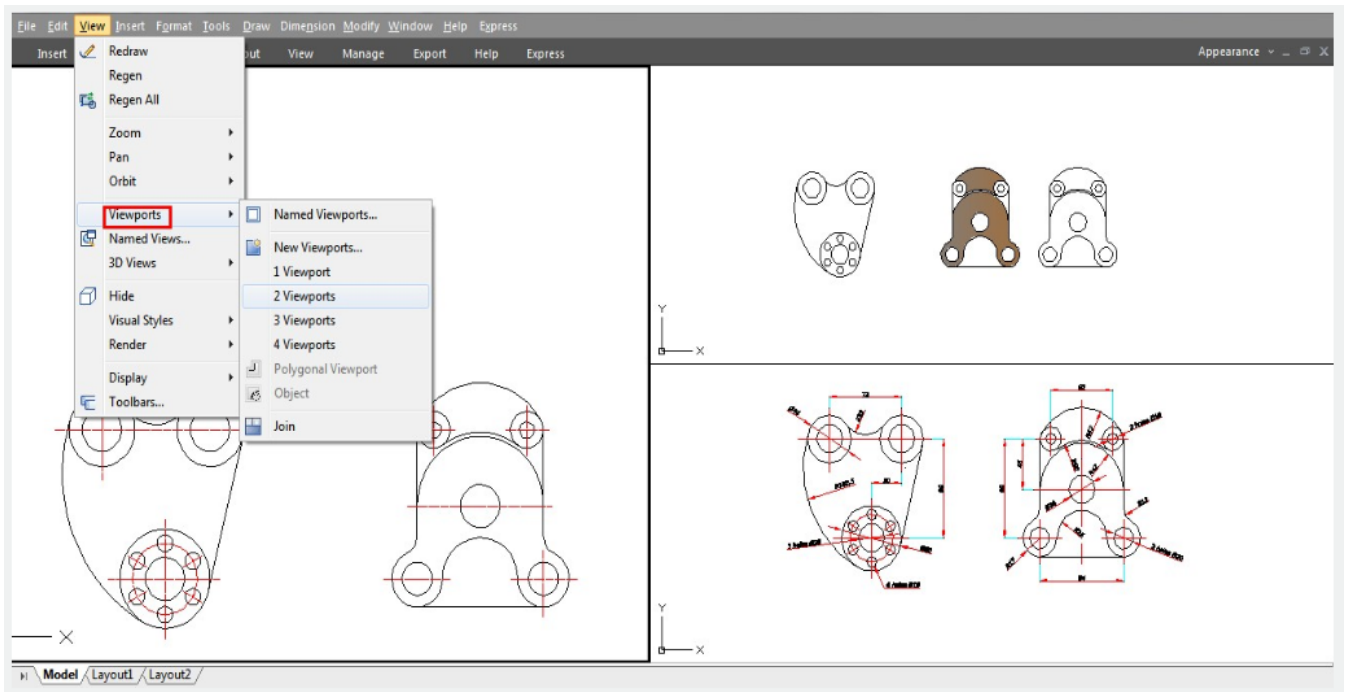 File Edit View Insert Format Tools Draw Dimension Modify Window Help Express
Insert out View Manage Export Help Express Appearance
Redraw
Regen
Regen All
Zoom
Pan
Orbit
Viewports
Named Views...
3D Views
Hide
Visual Styles
Render
Display
Toolbars...
Named Viewports...
New Viewports...
1 Viewport
2 Viewports
3 Viewports
4 Viewports
Polygonal Viewport
Object
Join
X
Y
X
Y
X
Model Layout1 Layout2